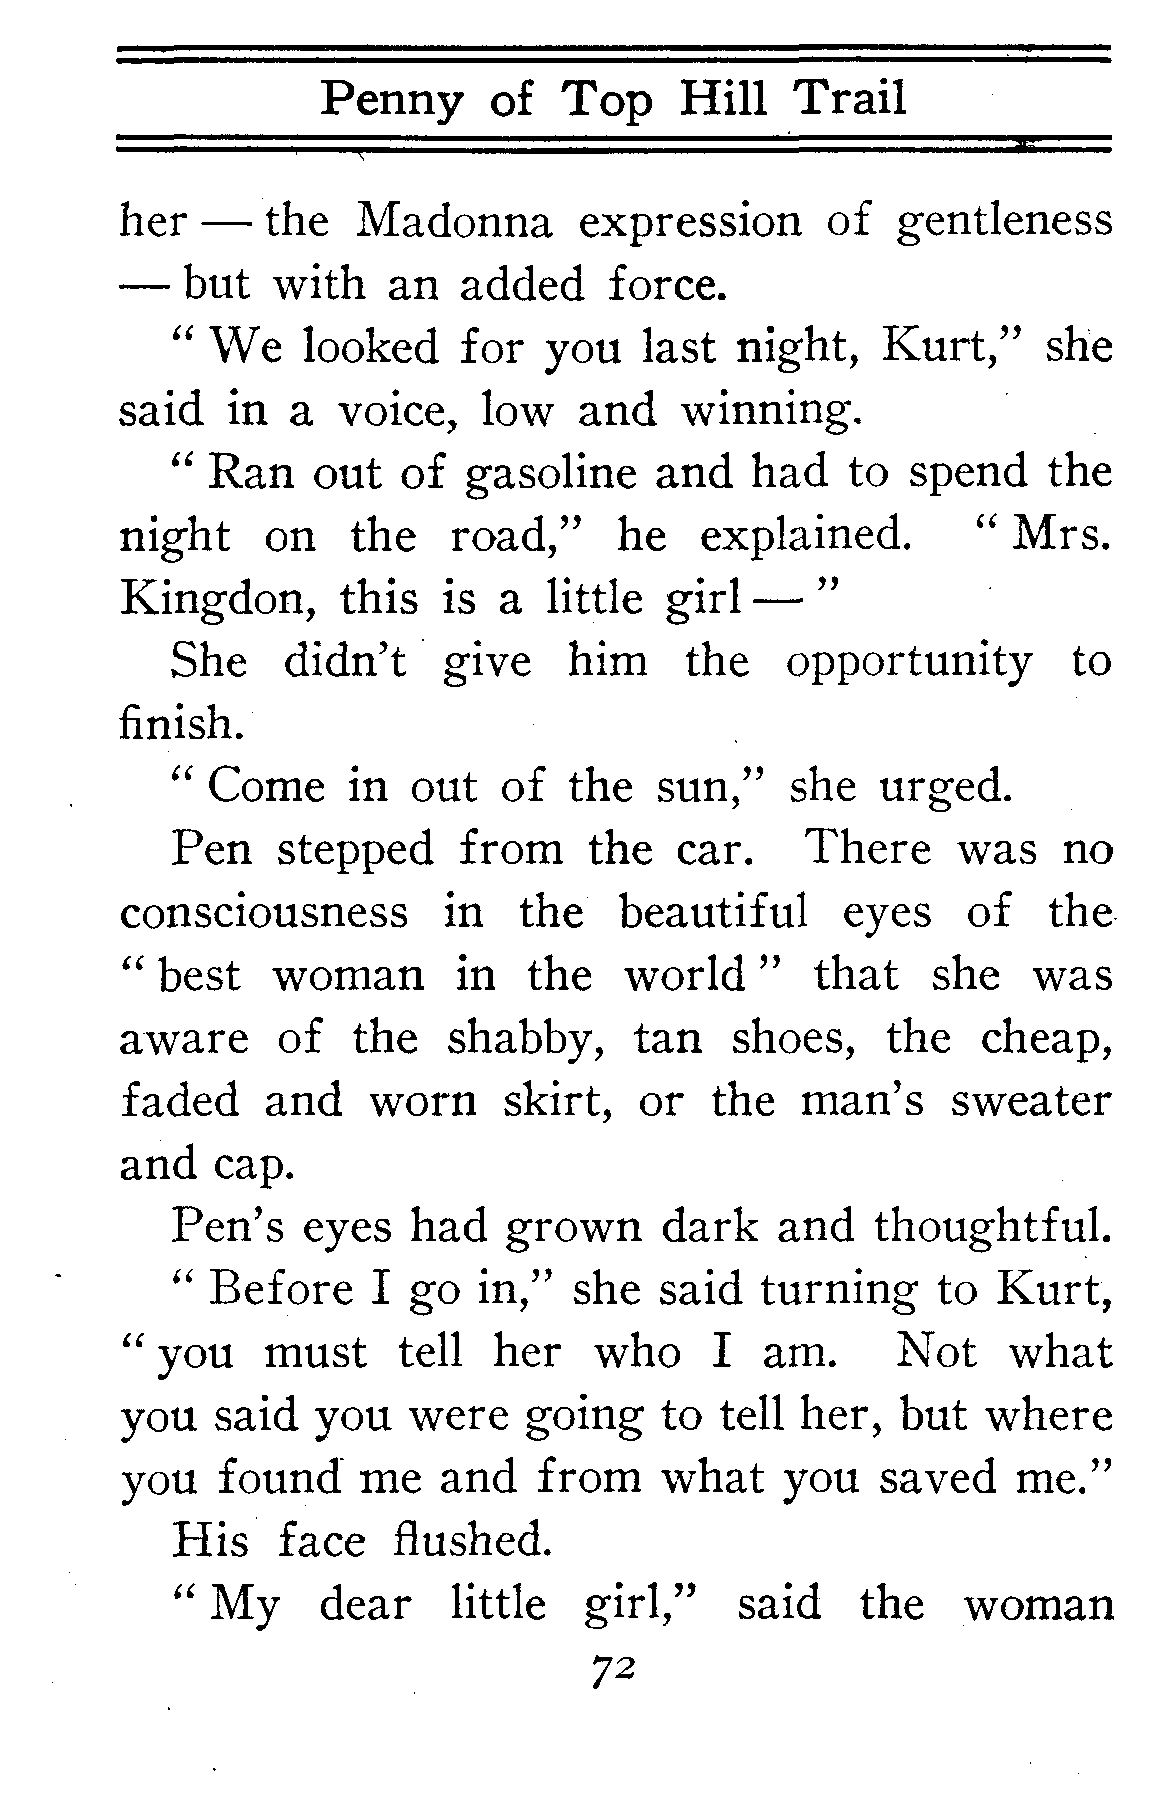 Penny of Top Hill Trail
her — the Madonna expression of gentleness
— but with an added force.
“ We looked for you last night, Kurt,” she
said in a voice, low and winning.
“ Ran out of gasoline and had to spend the
night on the road,” he explained. “ Mrs.
Kingdon, this is a little girl — ”
She didn’t give him the opportunity to
finish.
“ Come in out of the sun,” she urged.
Pen stepped from the car. There was no
consciousness in the beautiful eyes of the
“ best woman in the world ” that she was
aware of the shabby, tan shoes, the cheap,
faded and worn skirt, or the man’s sweater
and cap.
Pen’s eyes had grown dark and thoughtful.
“ Before I go in,” she said turning to Kurt,
“ you must tell her who I am. Not what
you said you were going to tell her, but where
you found me and from what you saved me.”
His face flushed.
“ My dear little girl,” said the woman
72